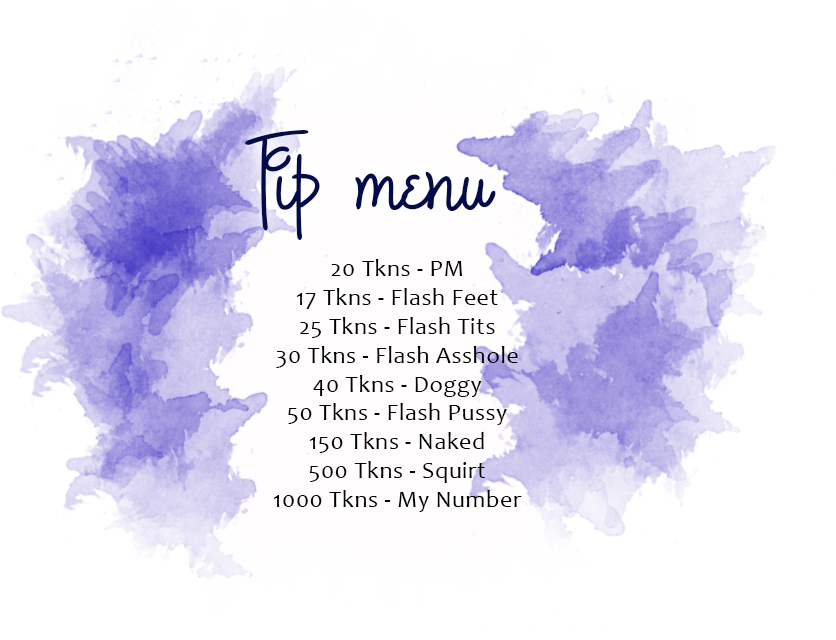 Tip menu
20 Tkns - PM
17 Tkns - Flash Feet
25 Tkns - Flash Tits
30 Tkns - Flash Asshole
40 Tkns - Doggy
50 Tkns - Flash Pussy
150 Tkns - Naked
500 Tkns - Squirt
1000 Tkns - My Number